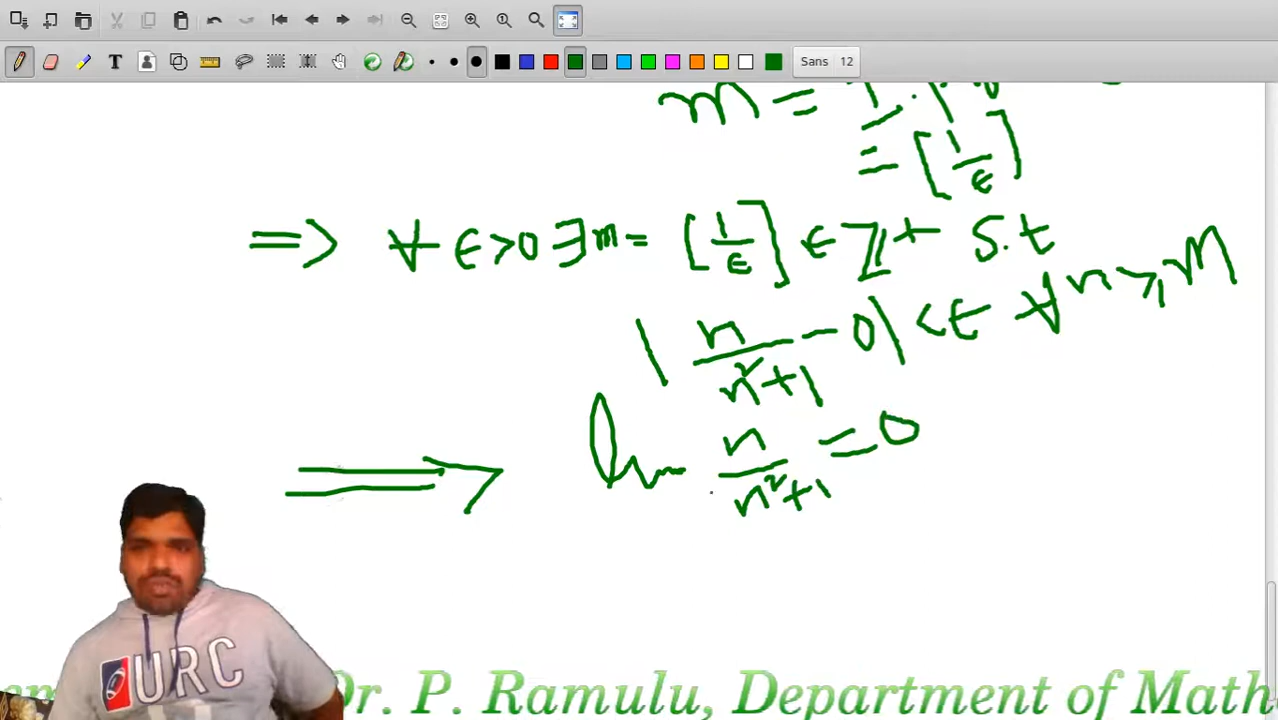 Sans 12
m = I.P
= [1/ϵ]
=> ∀ ϵ>0 ∃ m = [1/ϵ] ∈ Z+ S.t
| n/n²+1 - 0| < ϵ ∀ n ≥ m
=> lim n/n²+1 = 0
URC
Dr. P. Ramulu, Department of Math